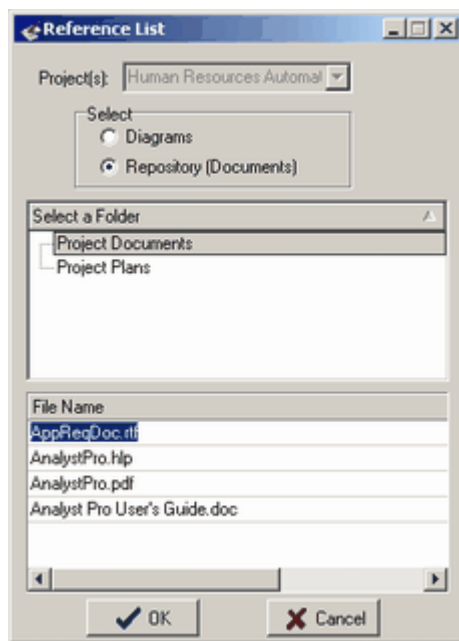 Reference List
Project(s): Human Resources Automat
Select
Diagrams
Repository (Documents)
Select a Folder
Project Documents
Project Plans
File Name
AppReqDoc.rtf
AnalystPro.hlp
AnalystPro.pdf
Analyst Pro User's Guide.doc
OK Cancel